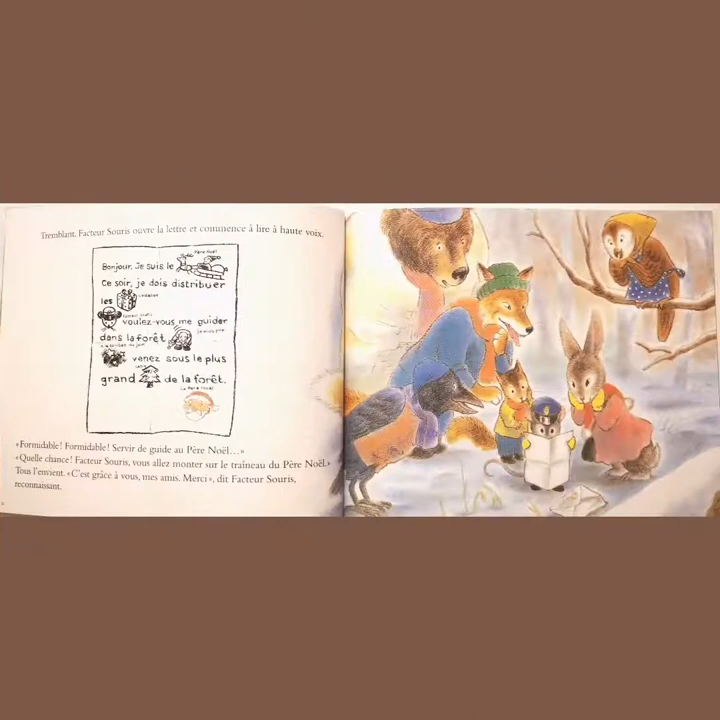 Tremblant, Facteur Souris ouvre la lettre et commence à lire à haute voix.
Père Noël
Bonjour. Je suis le
Ce soir, je dois distribuer
les
voulez-vous me guider
dans la forêt
venez sous le plus
grand de la forêt.
Le Père Noël
«Formidable! Formidable! Servir de guide au Père Noël…»
«Quelle chance! Facteur Souris, vous allez monter sur le traîneau du Père Noël.»
Tous l'envient. «C'est grâce à vous, mes amis. Merci», dit Facteur Souris,
reconnaissant.